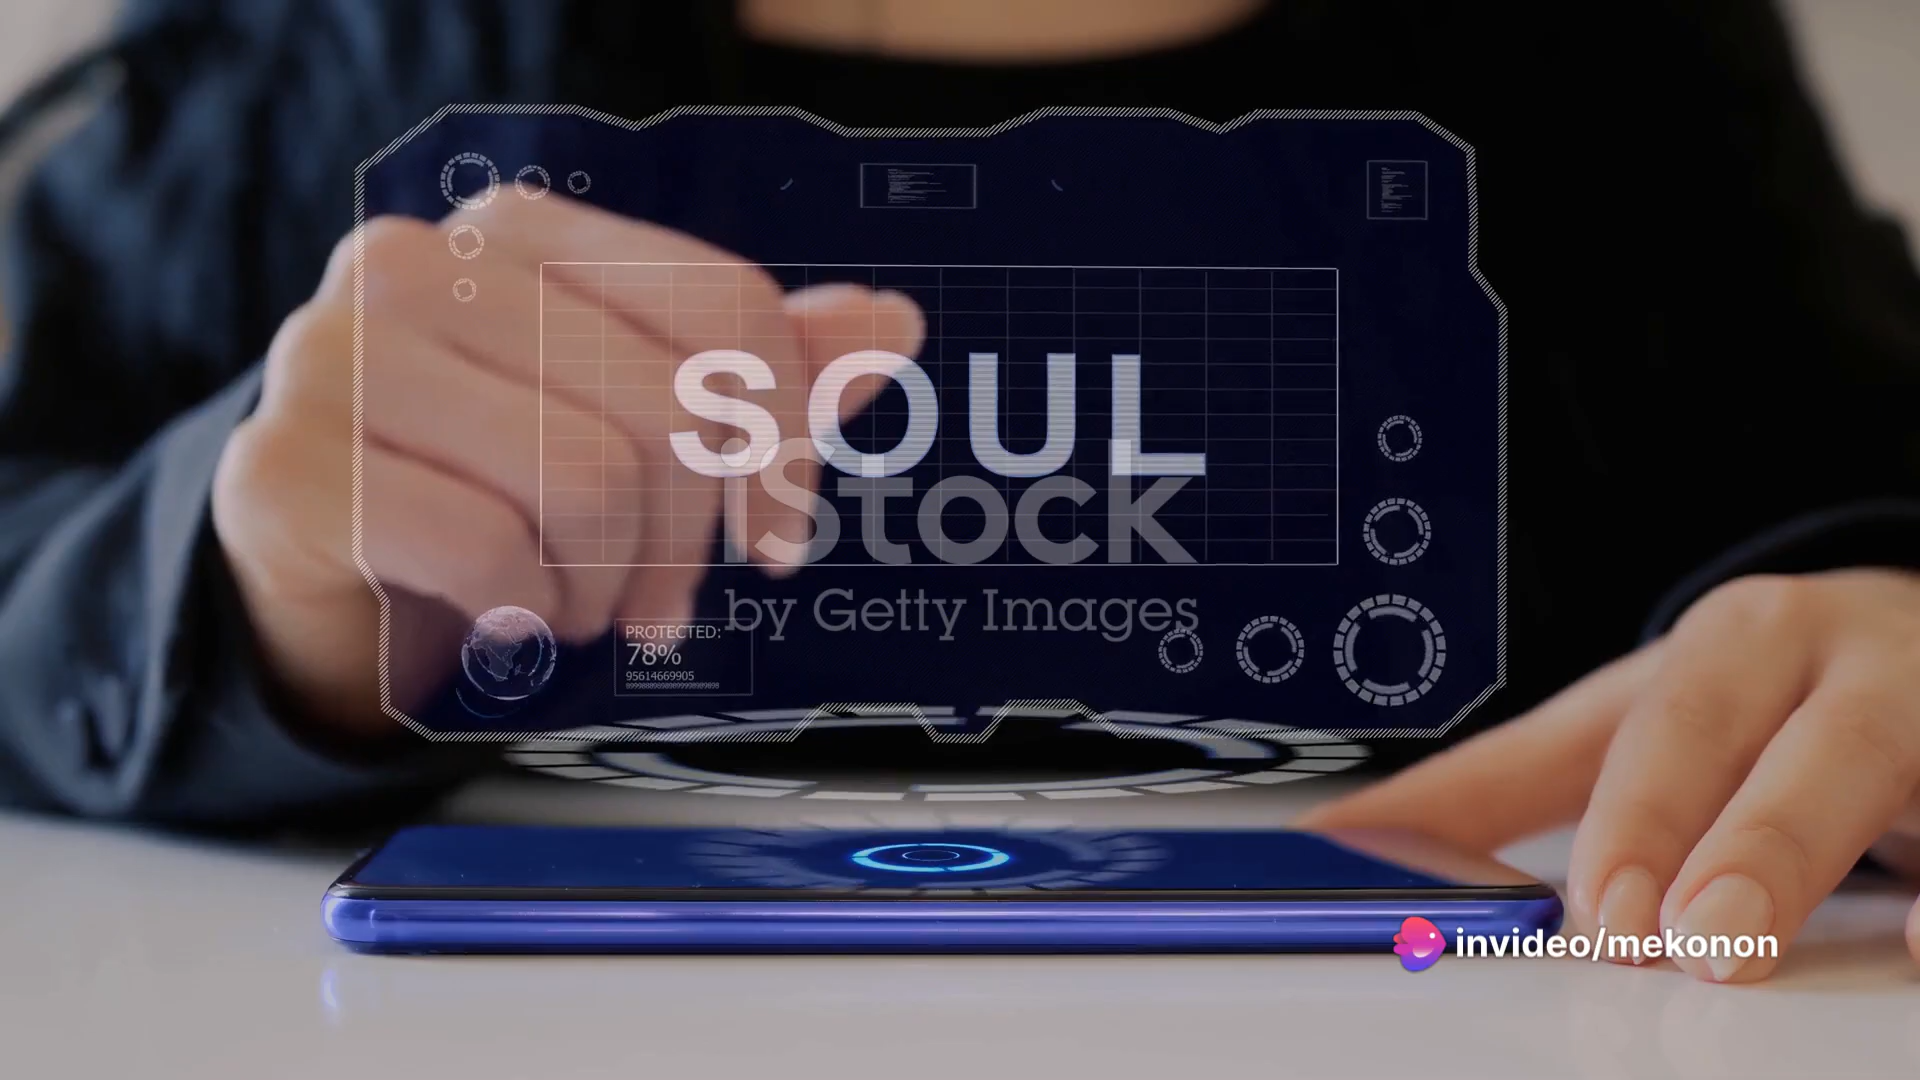 SOUL
iStock
by Getty Images
PROTECTED:
78%
95614669905
invideo/mekonon